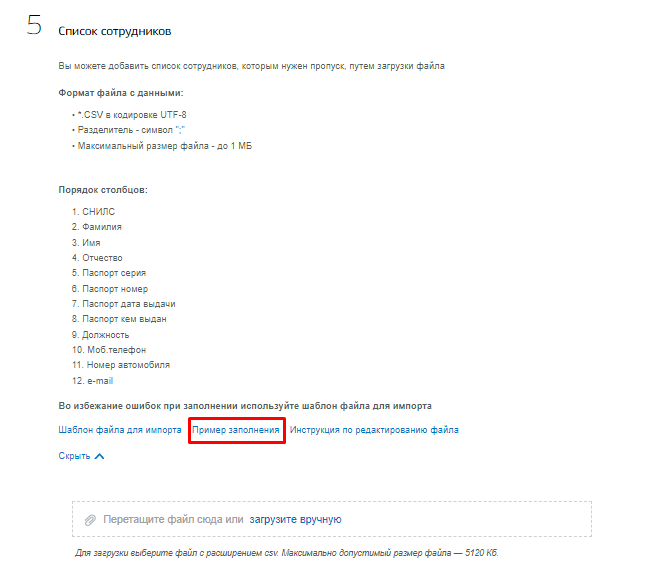 5 Список сотрудников
Вы можете добавить список сотрудников, которым нужен пропуск, путем загрузки файла
Формат файла с данными:
• *.CSV в кодировке UTF-8
• Разделитель - символ ";"
• Максимальный размер файла - до 1 МБ
Порядок столбцов:
1. СНИЛС
2. Фамилия
3. Имя
4. Отчество
5. Паспорт серия
6. Паспорт номер
7. Паспорт дата выдачи
8. Паспорт кем выдан
9. Должность
10. Моб.телефон
11. Номер автомобиля
12. e-mail
Во избежание ошибок при заполнении используйте шаблон файла для импорта
Шаблон файла для импорта Пример заполнения Инструкция по редактированию файла
Скрыть
Перетащите файл сюда или загрузите вручную
Для загрузки выберите файл с расширением csv. Максимально допустимый размер файла — 5120 Кб.